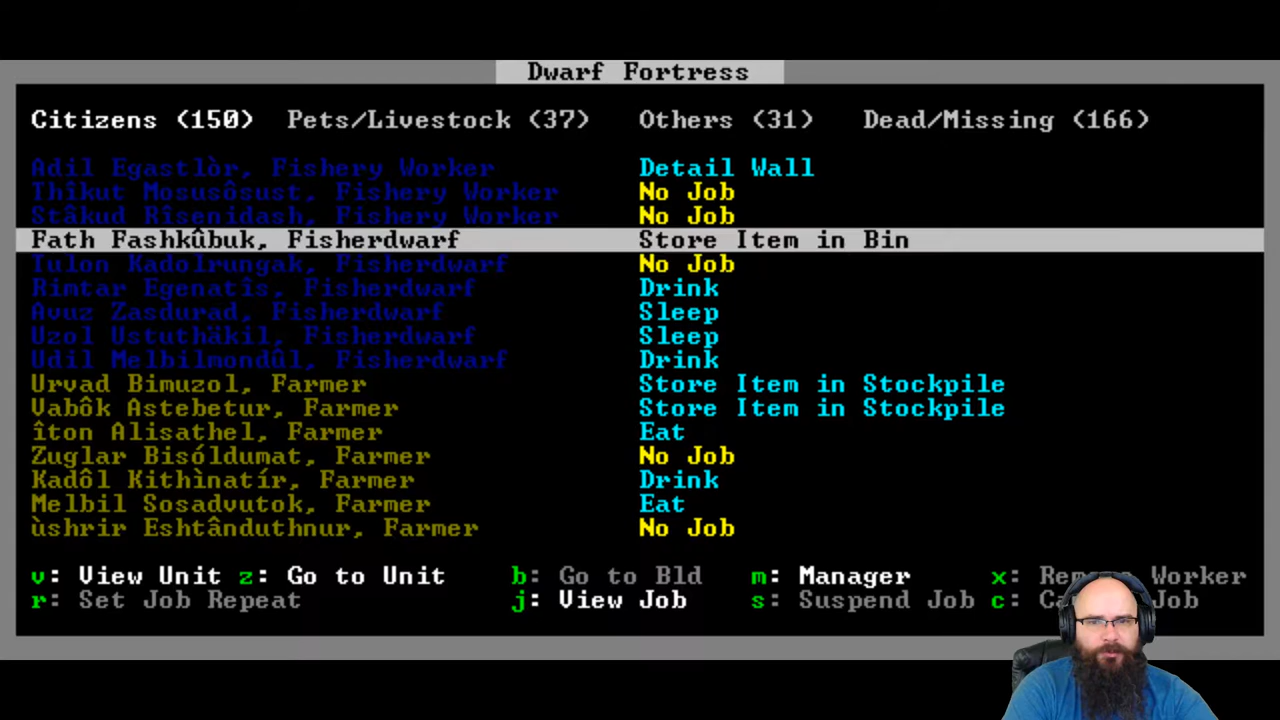 Dwarf Fortress
Citizens (150) Pets/Livestock (37) Others (31) Dead/Missing (166)
Adil Egastlòr, Fishery Worker Detail Wall
Thîkut Mosusôsust, Fishery Worker No Job
Stâkud Rîsenidash, Fishery Worker No Job
Fath Fashkûbuk, Fisherdwarf Store Item in Bin
Tulon Kadolrungak, Fisherdwarf No Job
Rimtar Egenatîs, Fisherdwarf Drink
Avuz Zasdurad, Fisherdwarf Sleep
Uzol Ustuthäkil, Fisherdwarf Sleep
Udil Melbilmondûl, Fisherdwarf Drink
Urvad Bimuzol, Farmer Store Item in Stockpile
Vabôk Astebetur, Farmer Store Item in Stockpile
îton Alisathel, Farmer Eat
Zuglar Bisóldumat, Farmer No Job
Kadôl Kithìnatír, Farmer Drink
Melbil Sosadvutok, Farmer Eat
ùshrir Eshtânduthnur, Farmer No Job
v: View Unit z: Go to Unit b: Go to Bld m: Manager x: Worker
r: Set Job Repeat j: View Job s: Suspend Job c: Job